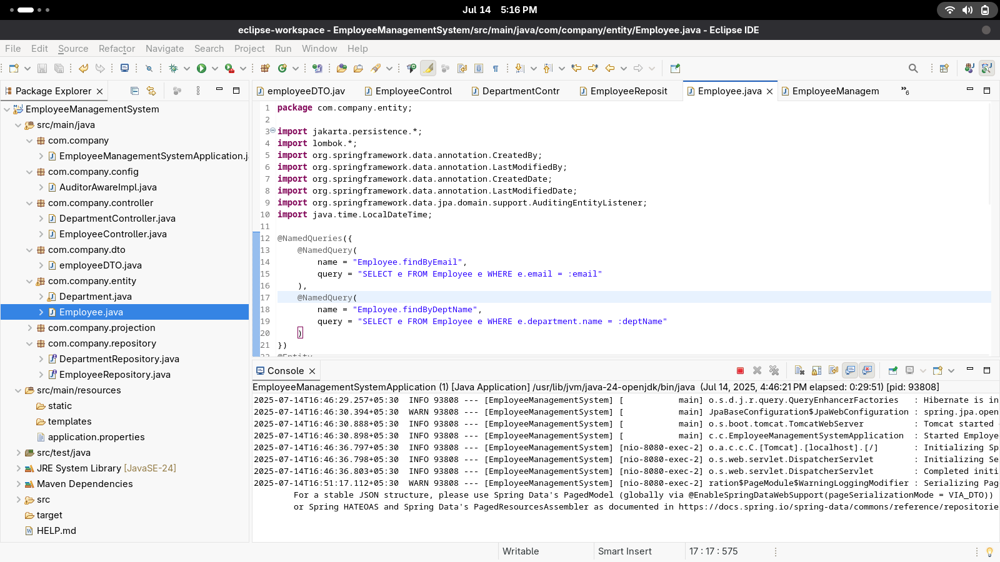 Jul 14 5:16 PM
eclipse-workspace - EmployeeManagementSystem/src/main/java/com/company/entity/Employee.java - Eclipse IDE
File Edit Source Refactor Navigate Search Project Run Window Help
Package Explorer
employeeDTO.jav EmployeeControl DepartmentContr EmployeeReposit Employee.java EmployeeManagem »6
EmployeeManagementSystem
src/main/java
com.company
EmployeeManagementSystemApplication.j
com.company.config
AuditorAwareImpl.java
com.company.controller
DepartmentController.java
EmployeeController.java
com.company.dto
employeeDTO.java
com.company.entity
Department.java
Employee.java
com.company.projection
com.company.repository
DepartmentRepository.java
EmployeeRepository.java
src/main/resources
static
templates
application.properties
src/test/java
JRE System Library [JavaSE-24]
Maven Dependencies
src
target
HELP.md
1 package com.company.entity;
2
3 import jakarta.persistence.*;
4 import lombok.*;
5 import org.springframework.data.annotation.CreatedBy;
6 import org.springframework.data.annotation.LastModifiedBy;
7 import org.springframework.data.annotation.CreatedDate;
8 import org.springframework.data.annotation.LastModifiedDate;
9 import org.springframework.data.jpa.domain.support.AuditingEntityListener;
10 import java.time.LocalDateTime;
11
12 @NamedQueries({
13 @NamedQuery(
14 name = "Employee.findByEmail",
15 query = "SELECT e FROM Employee e WHERE e.email = :email"
16 ),
17 @NamedQuery(
18 name = "Employee.findByDeptName",
19 query = "SELECT e FROM Employee e WHERE e.department.name = :deptName"
20 )
21 })
22 @Entity
Console
EmployeeManagementSystemApplication (1) [Java Application] /usr/lib/jvm/java-24-openjdk/bin/java (Jul 14, 2025, 4:46:21 PM elapsed: 0:29:51) [pid: 93808]
2025-07-14T16:46:29.257+05:30 INFO 93808 --- [EmployeeManagementSystem] [ main] o.s.d.j.r.query.QueryEnhancerFactories : Hibernate is in
2025-07-14T16:46:30.394+05:30 WARN 93808 --- [EmployeeManagementSystem] [ main] JpaBaseConfiguration$JpaWebConfiguration : spring.jpa.open
2025-07-14T16:46:30.888+05:30 INFO 93808 --- [EmployeeManagementSystem] [ main] o.s.boot.tomcat.TomcatWebServer : Tomcat started
2025-07-14T16:46:30.898+05:30 INFO 93808 --- [EmployeeManagementSystem] [ main] c.c.EmployeeManagementSystemApplication : Started Employe
2025-07-14T16:46:36.797+05:30 INFO 93808 --- [EmployeeManagementSystem] [nio-8080-exec-2] o.a.c.c.C.[Tomcat].[localhost].[/] : Initializing Sp
2025-07-14T16:46:36.798+05:30 INFO 93808 --- [EmployeeManagementSystem] [nio-8080-exec-2] o.s.web.servlet.DispatcherServlet : Initializing Se
2025-07-14T16:46:36.803+05:30 INFO 93808 --- [EmployeeManagementSystem] [nio-8080-exec-2] o.s.web.servlet.DispatcherServlet : Completed initi
2025-07-14T16:51:17.112+05:30 WARN 93808 --- [EmployeeManagementSystem] [nio-8080-exec-2] ration$PageModule$WarningLoggingModifier : Serializing Pag
For a stable JSON structure, please use Spring Data's PagedModel (globally via @EnableSpringDataWebSupport(pageSerializationMode = VIA_DTO))
or Spring HATEOAS and Spring Data's PagedResourcesAssembler as documented in https://docs.spring.io/spring-data/commons/reference/repositorie
Writable Smart Insert 17 : 17 : 575